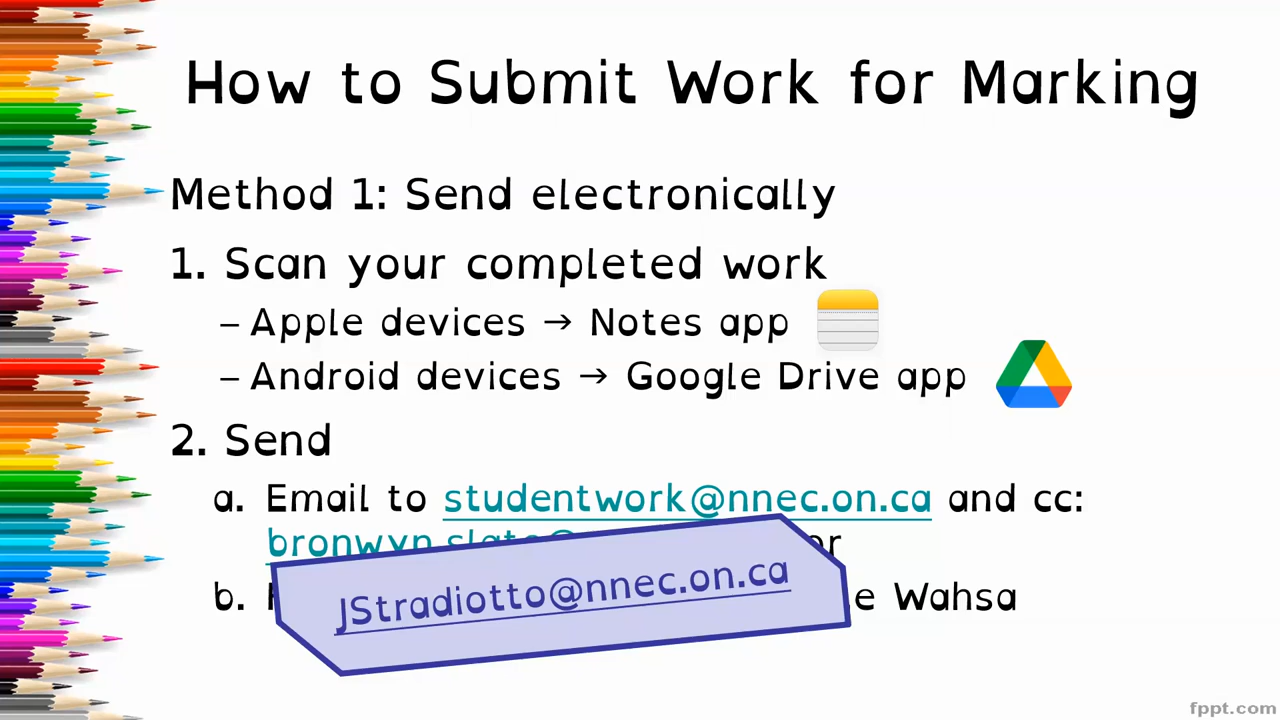 How to Submit Work for Marking
Method 1: Send electronically
1. Scan your completed work
– Apple devices → Notes app
– Android devices → Google Drive app
2. Send
a. Email to studentwork@nnec.on.ca and cc:
or
JStradiotto@nnec.on.ca
b. Wahsa
fppt.com